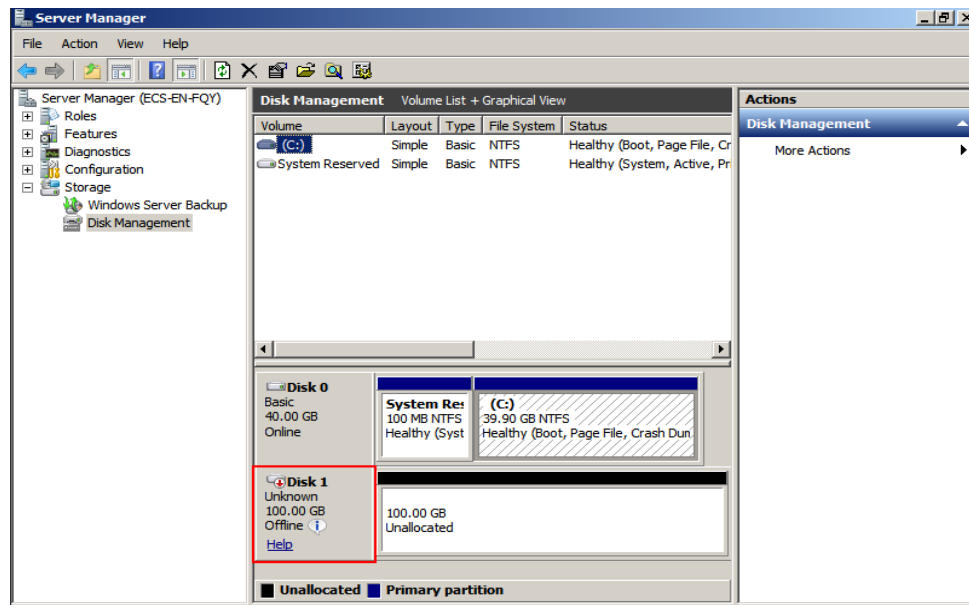 Server Manager
File Action View Help
Server Manager (ECS-EN-FQY)
Roles
Features
Diagnostics
Configuration
Storage
Windows Server Backup
Disk Management
Disk Management Volume List + Graphical View
Volume Layout Type File System Status
(C:) Simple Basic NTFS Healthy (Boot, Page File, Cr
System Reserved Simple Basic NTFS Healthy (System, Active, Pri
Disk 0
Basic
40.00 GB
Online
System Res
100 MB NTFS
Healthy (Syst
(C:)
39.90 GB NTFS
Healthy (Boot, Page File, Crash Dun
Disk 1
Unknown
100.00 GB
Offline
Help
100.00 GB
Unallocated
Unallocated Primary partition
Actions
Disk Management
More Actions